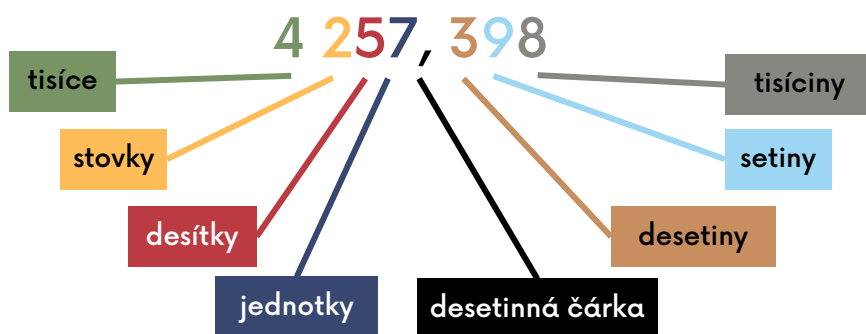 4 257, 398
tisíce
tisíciny
stovky
setiny
desítky
desetiny
jednotky
desetinná čárka